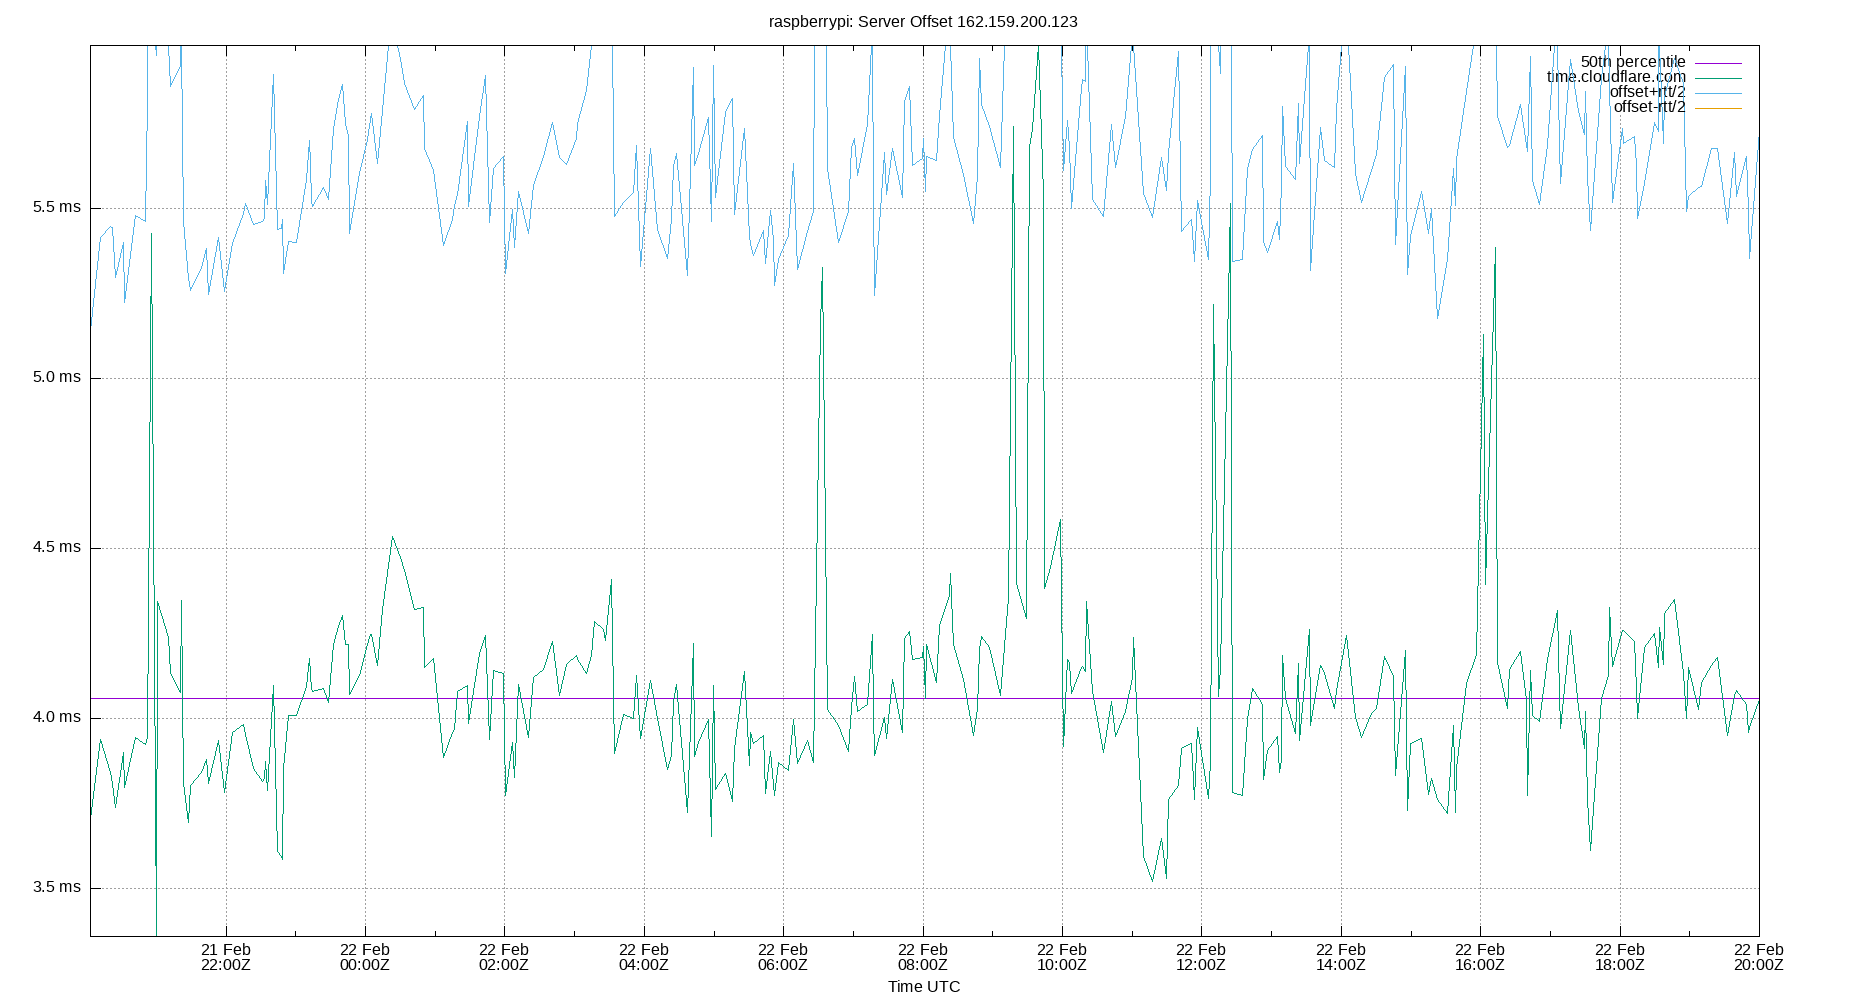 raspberrypi: Server Offset 162.159.200.123
50th percentile
time.cloudflare.com
offset+rtt/2
offset-rtt/2
5.5 ms
5.0 ms
4.5 ms
4.0 ms
3.5 ms
21 Feb 22 Feb 22 Feb 22 Feb 22 Feb 22 Feb 22 Feb 22 Feb 22 Feb 22 Feb 22 Feb 22 Feb
22:00Z 00:00Z 02:00Z 04:00Z 06:00Z 08:00Z 10:00Z 12:00Z 14:00Z 16:00Z 18:00Z 20:00Z
Time UTC